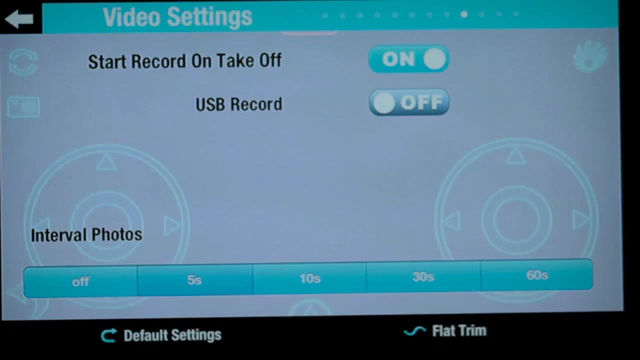 Video Settings
Start Record On Take Off
ON
USB Record
OFF
Interval Photos
off
5s
10s
30s
60s
Default Settings
Flat Trim